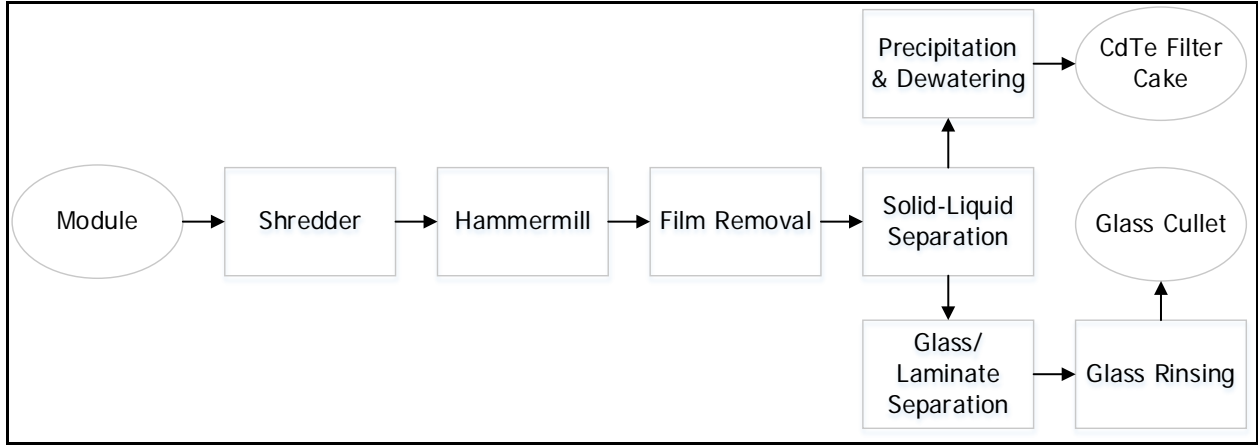 Precipitation
& Dewatering
CdTe Filter
Cake
Module
Shredder
Hammermill
Film Removal
Solid-Liquid
Separation
Glass Cullet
Glass/
Laminate
Separation
Glass Rinsing